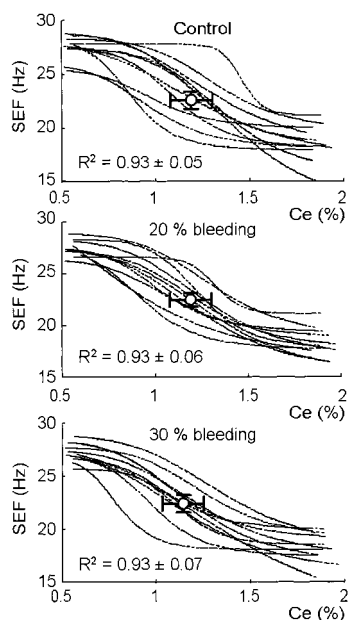 Control
30
25
20
15
SEF (Hz)
R² = 0.93 ± 0.05
0.5 1 1.5 2
Ce (%)
20 % bleeding
30
25
20
15
SEF (Hz)
R² = 0.93 ± 0.06
0.5 1 1.5 2
Ce (%)
30 % bleeding
30
25
20
15
SEF (Hz)
R² = 0.93 ± 0.07
0.5 1 1.5 2
Ce (%)